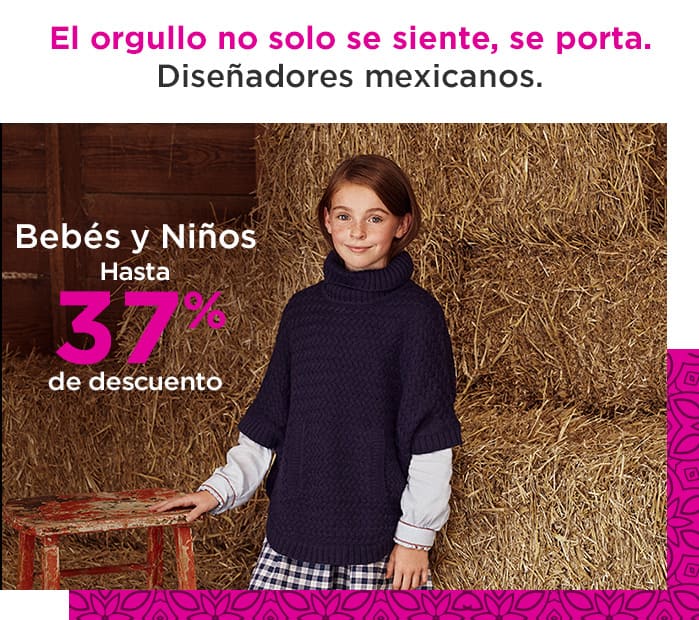 El orgullo no solo se siente, se porta.
Diseñadores mexicanos.
Bebés y Niños
Hasta
37%
de descuento